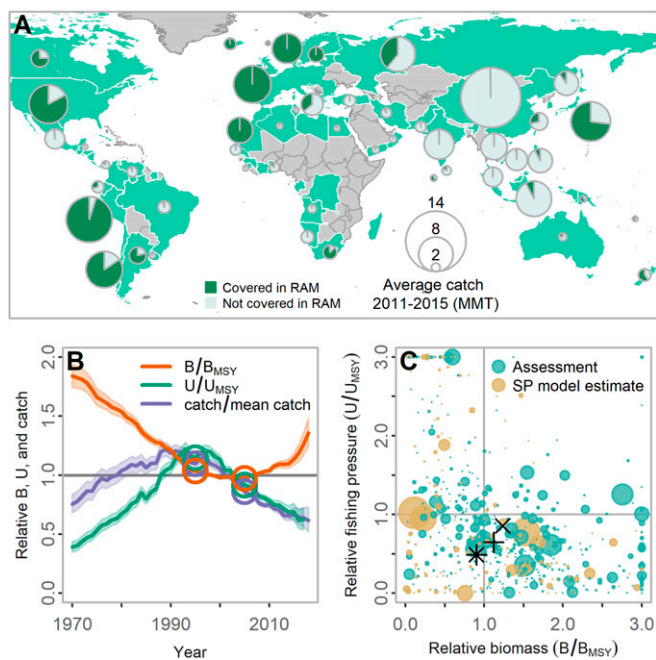 A
14
8
2
Covered in RAM
Not covered in RAM
Average catch
2011-2015 (MMT)
B
B/BMSY
U/UMSY
catch/mean catch
Relative B, U, and catch
0.0 0.5 1.0 1.5 2.0
1970 1990 2010
Year
C
Assessment
SP model estimate
Relative fishing pressure (U/UMSY)
0.0 1.0 2.0 3.0
0.0 1.0 2.0 3.0
Relative biomass (B/BMSY)